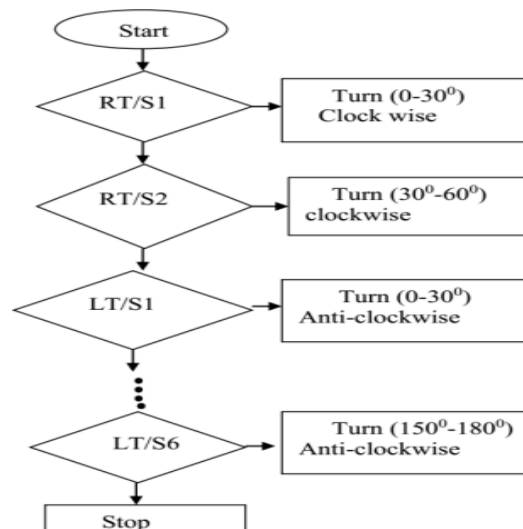 Start
RT/S1
Turn (0-30⁰)
Clock wise
RT/S2
Turn (30⁰-60⁰)
clockwise
LT/S1
Turn (0-30⁰)
Anti-clockwise
LT/S6
Turn (150⁰-180⁰)
Anti-clockwise
Stop